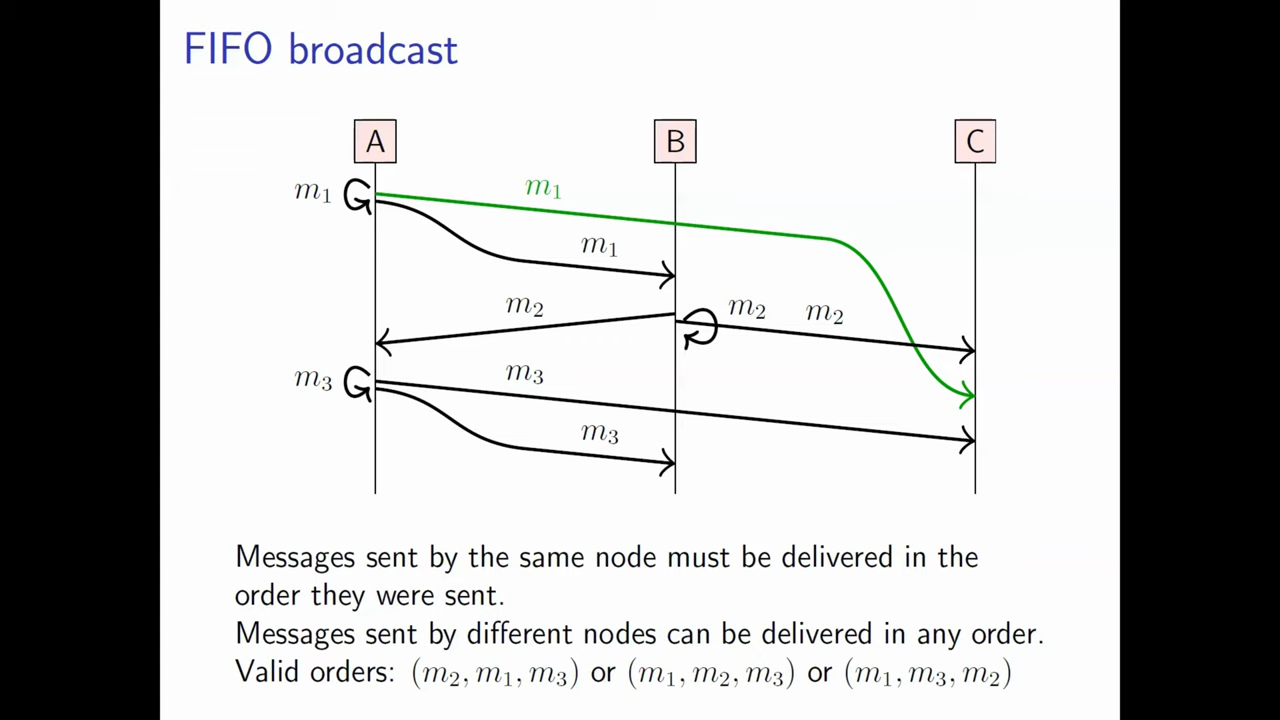 FIFO broadcast
A B C
m₁ m₁
m₁
m₂ m₂ m₂
m₃ m₃
m₃
Messages sent by the same node must be delivered in the
order they were sent.
Messages sent by different nodes can be delivered in any order.
Valid orders: (m₂, m₁, m₃) or (m₁, m₂, m₃) or (m₁, m₃, m₂)